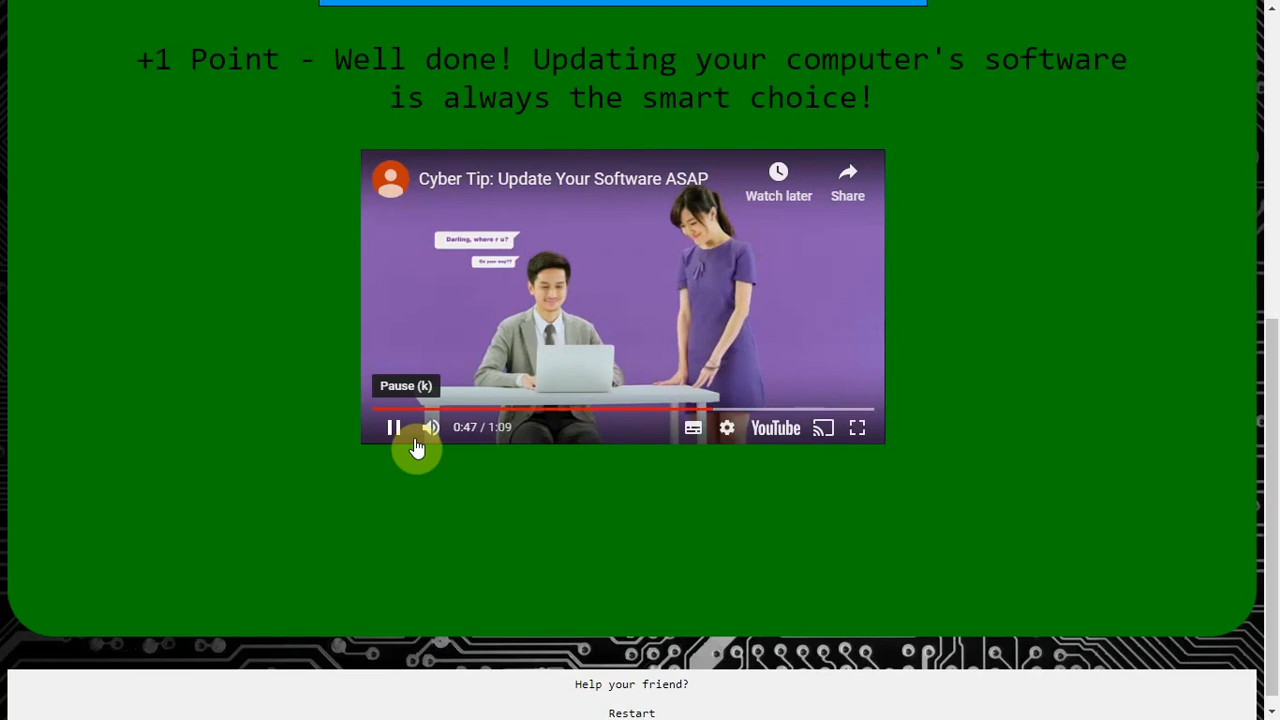 +1 Point - Well done! Updating your computer's software
is always the smart choice!
Cyber Tip: Update Your Software ASAP
Watch later
Share
Darling, where r u?
Pause (k)
0:47 / 1:09
YouTube
Help your friend?
Restart